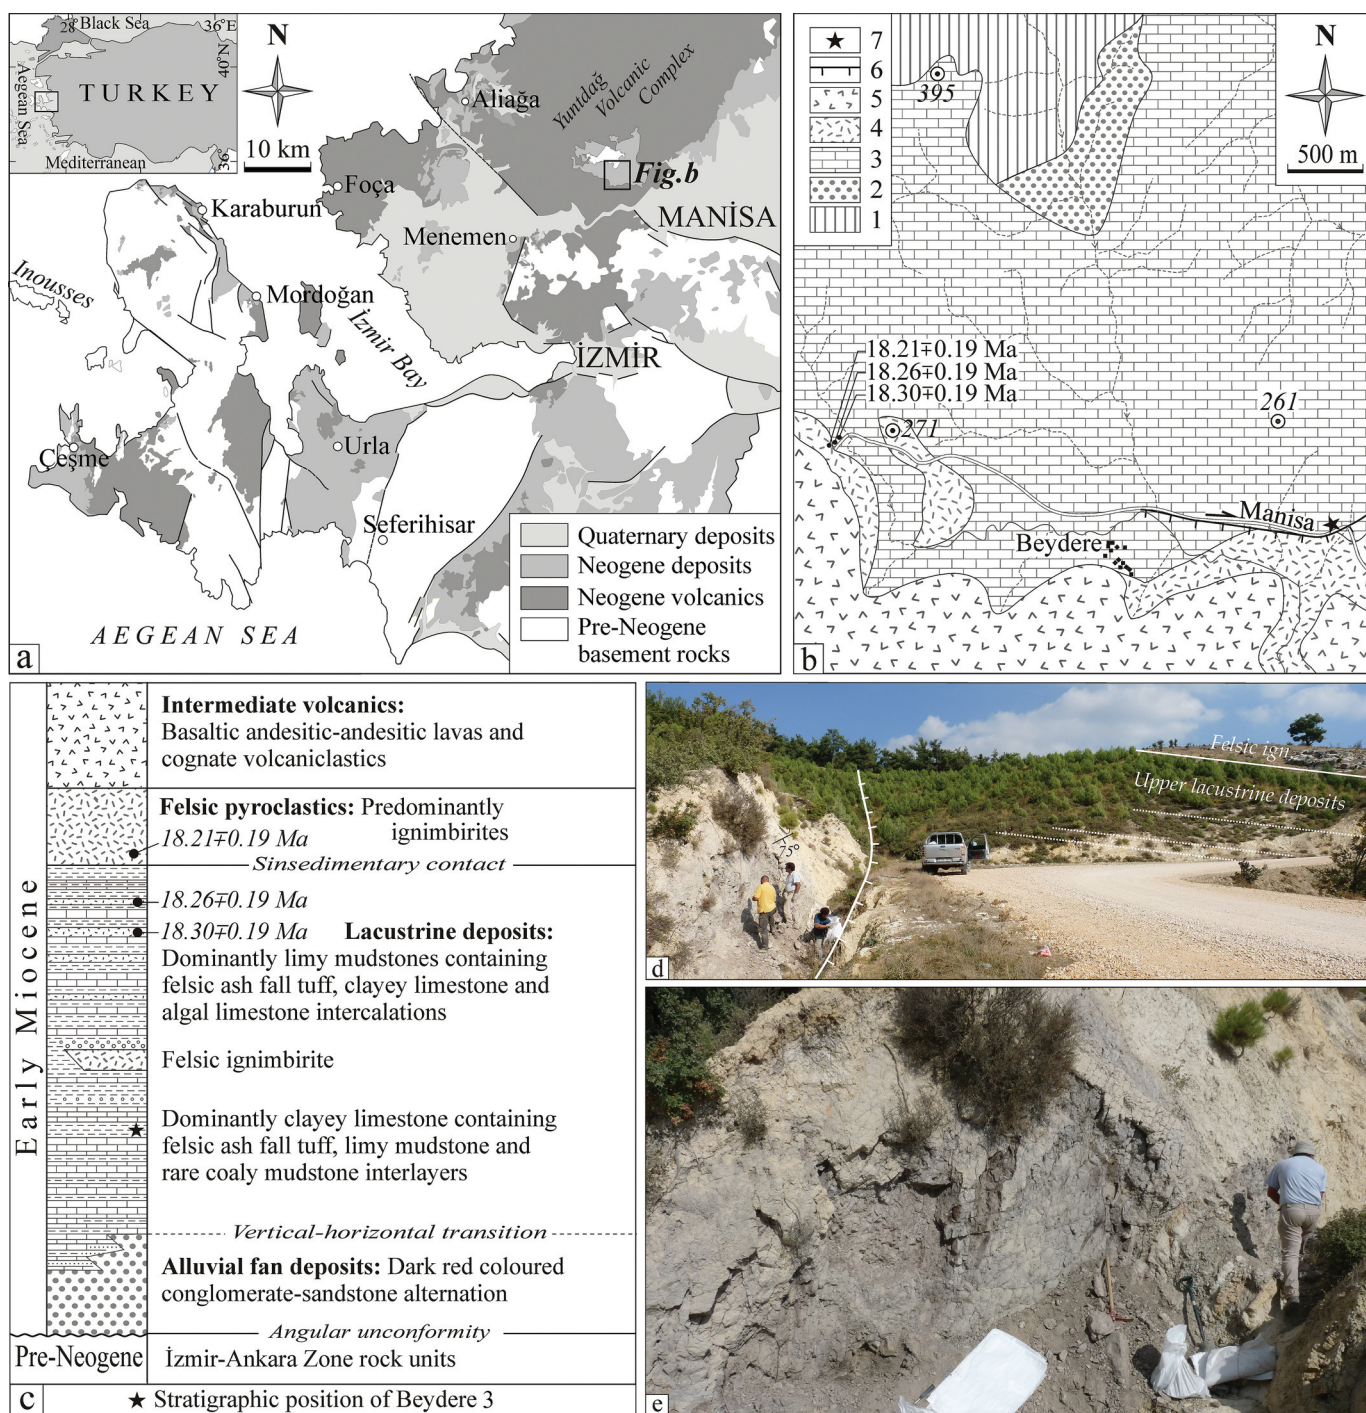 Black Sea
28°
36°E
40°N
TURKEY
Aegean Sea
Mediterranean
36°
N
10 km
Aliağa
Yuntdağ
Volcanic
Complex
Foça
Fig.b
Karaburun
MANİSA
Menemen
Inousses
Mordoğan
İzmir Bay
İZMİR
Çeşme
Urla
Seferihisar
AEGEAN SEA
Quaternary deposits
Neogene deposits
Neogene volcanics
Pre-Neogene
basement rocks
a
7
6
5
4
3
2
1
N
500 m
395
18.21∓0.19 Ma
18.26∓0.19 Ma
18.30∓0.19 Ma
271
261
Manisa
Beydere
b
Early Miocene
Intermediate volcanics:
Basaltic andesitic-andesitic lavas and
cognate volcaniclastics
Felsic pyroclastics: Predominantly
ignimbirites
18.21∓0.19 Ma
Sinsedimentary contact
18.26∓0.19 Ma
18.30∓0.19 Ma Lacustrine deposits:
Dominantly limy mudstones containing
felsic ash fall tuff, clayey limestone and
algal limestone intercalations
Felsic ignimbirite
Dominantly clayey limestone containing
felsic ash fall tuff, limy mudstone and
rare coaly mudstone interlayers
Vertical-horizontal transition
Alluvial fan deposits: Dark red coloured
conglomerate-sandstone alternation
Angular unconformity
Pre-Neogene İzmir-Ankara Zone rock units
c ★ Stratigraphic position of Beydere 3
Felsic ign.
Upper lacustrine deposits
75°
d
e